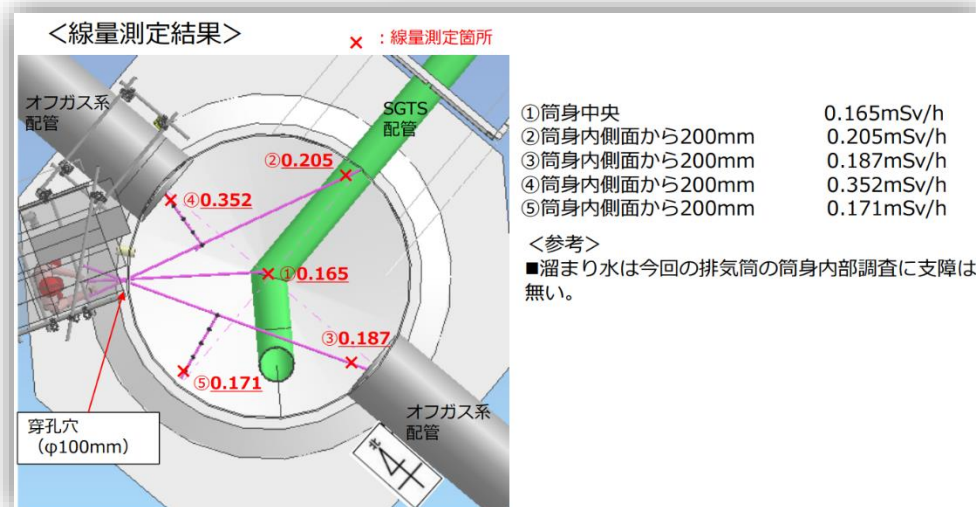 <線量測定結果>
× ：線量測定箇所
オフガス系
配管
SGTS
配管
②0.205
④0.352
①0.165
③0.187
⑤0.171
オフガス系
配管
穿孔穴
（φ100mm）
北
①筒身中央 0.165mSv/h
②筒身内側面から200mm 0.205mSv/h
③筒身内側面から200mm 0.187mSv/h
④筒身内側面から200mm 0.352mSv/h
⑤筒身内側面から200mm 0.171mSv/h
<参考>
■溜まり水は今回の排気筒の筒身内部調査に支障は
無い。